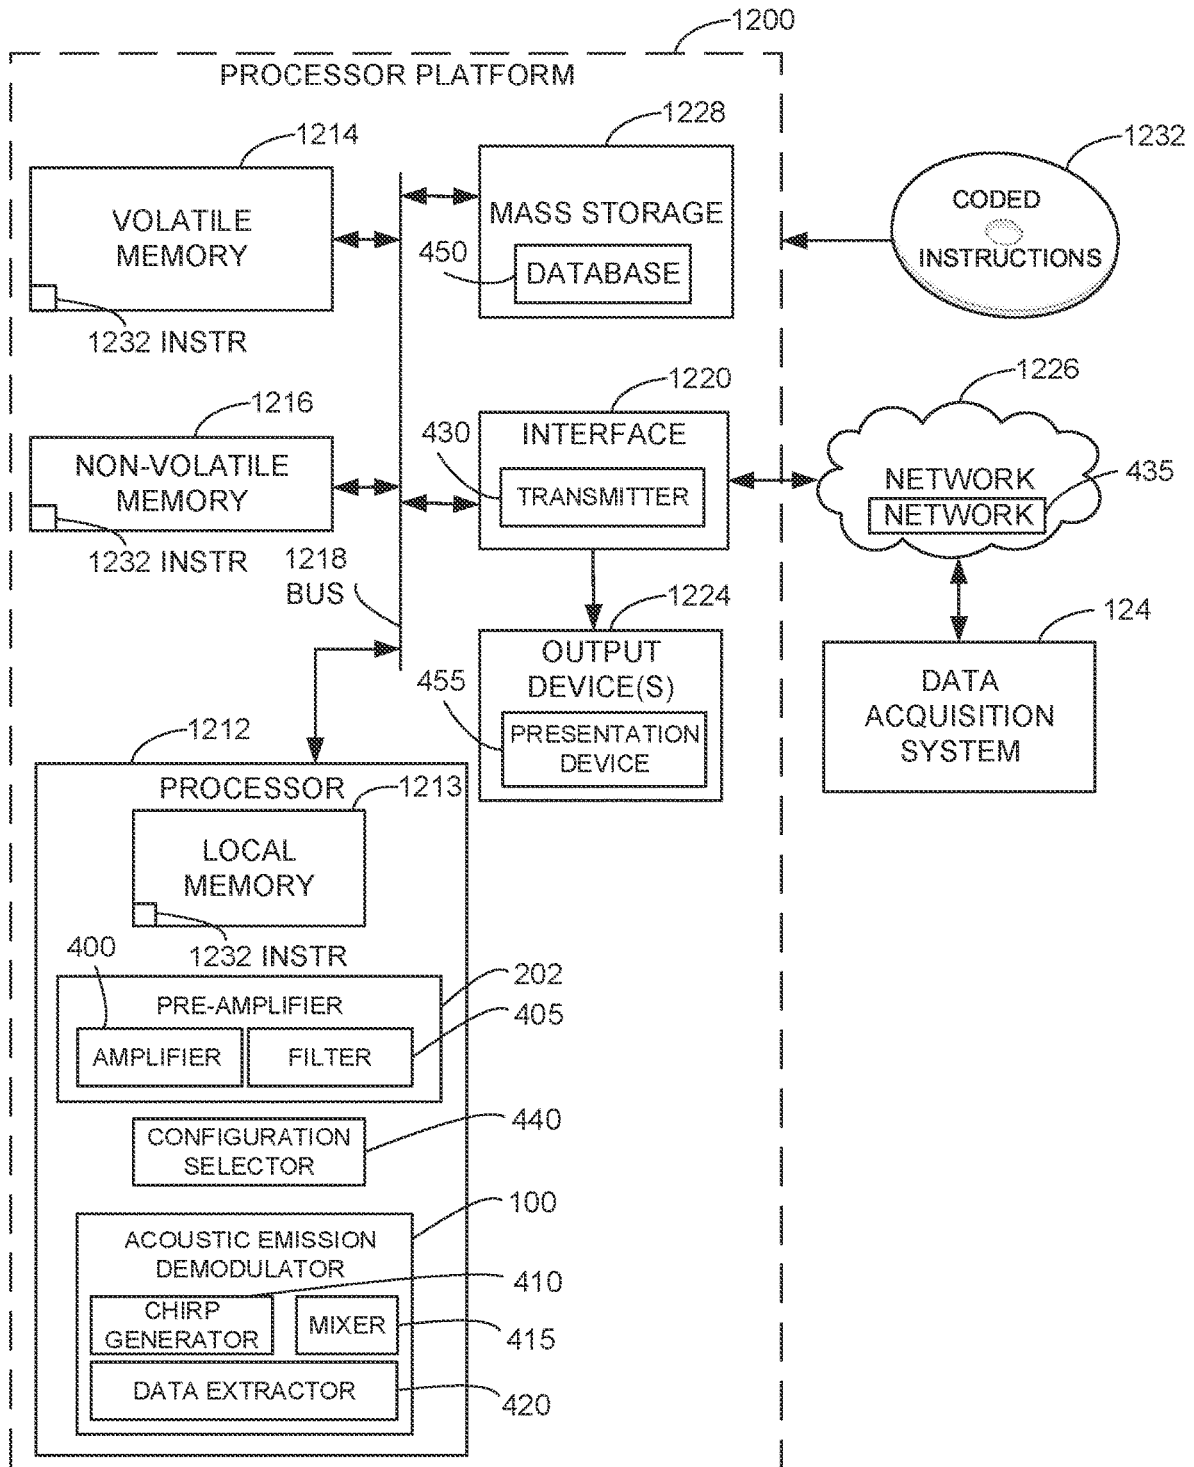 1200
PROCESSOR PLATFORM
1214
VOLATILE
MEMORY
1232 INSTR
1228
MASS STORAGE
450
DATABASE
1232
CODED
INSTRUCTIONS
1216
NON-VOLATILE
MEMORY
1232 INSTR
1218
BUS
1220
INTERFACE
430
TRANSMITTER
1226
NETWORK
435
NETWORK
1224
OUTPUT
DEVICE(S)
455
PRESENTATION
DEVICE
124
DATA
ACQUISITION
SYSTEM
1212
PROCESSOR
1213
LOCAL
MEMORY
1232 INSTR
400
202
PRE-AMPLIFIER
405
AMPLIFIER
FILTER
440
CONFIGURATION
SELECTOR
100
ACOUSTIC EMISSION
DEMODULATOR
410
CHIRP
GENERATOR
MIXER
415
DATA EXTRACTOR
420